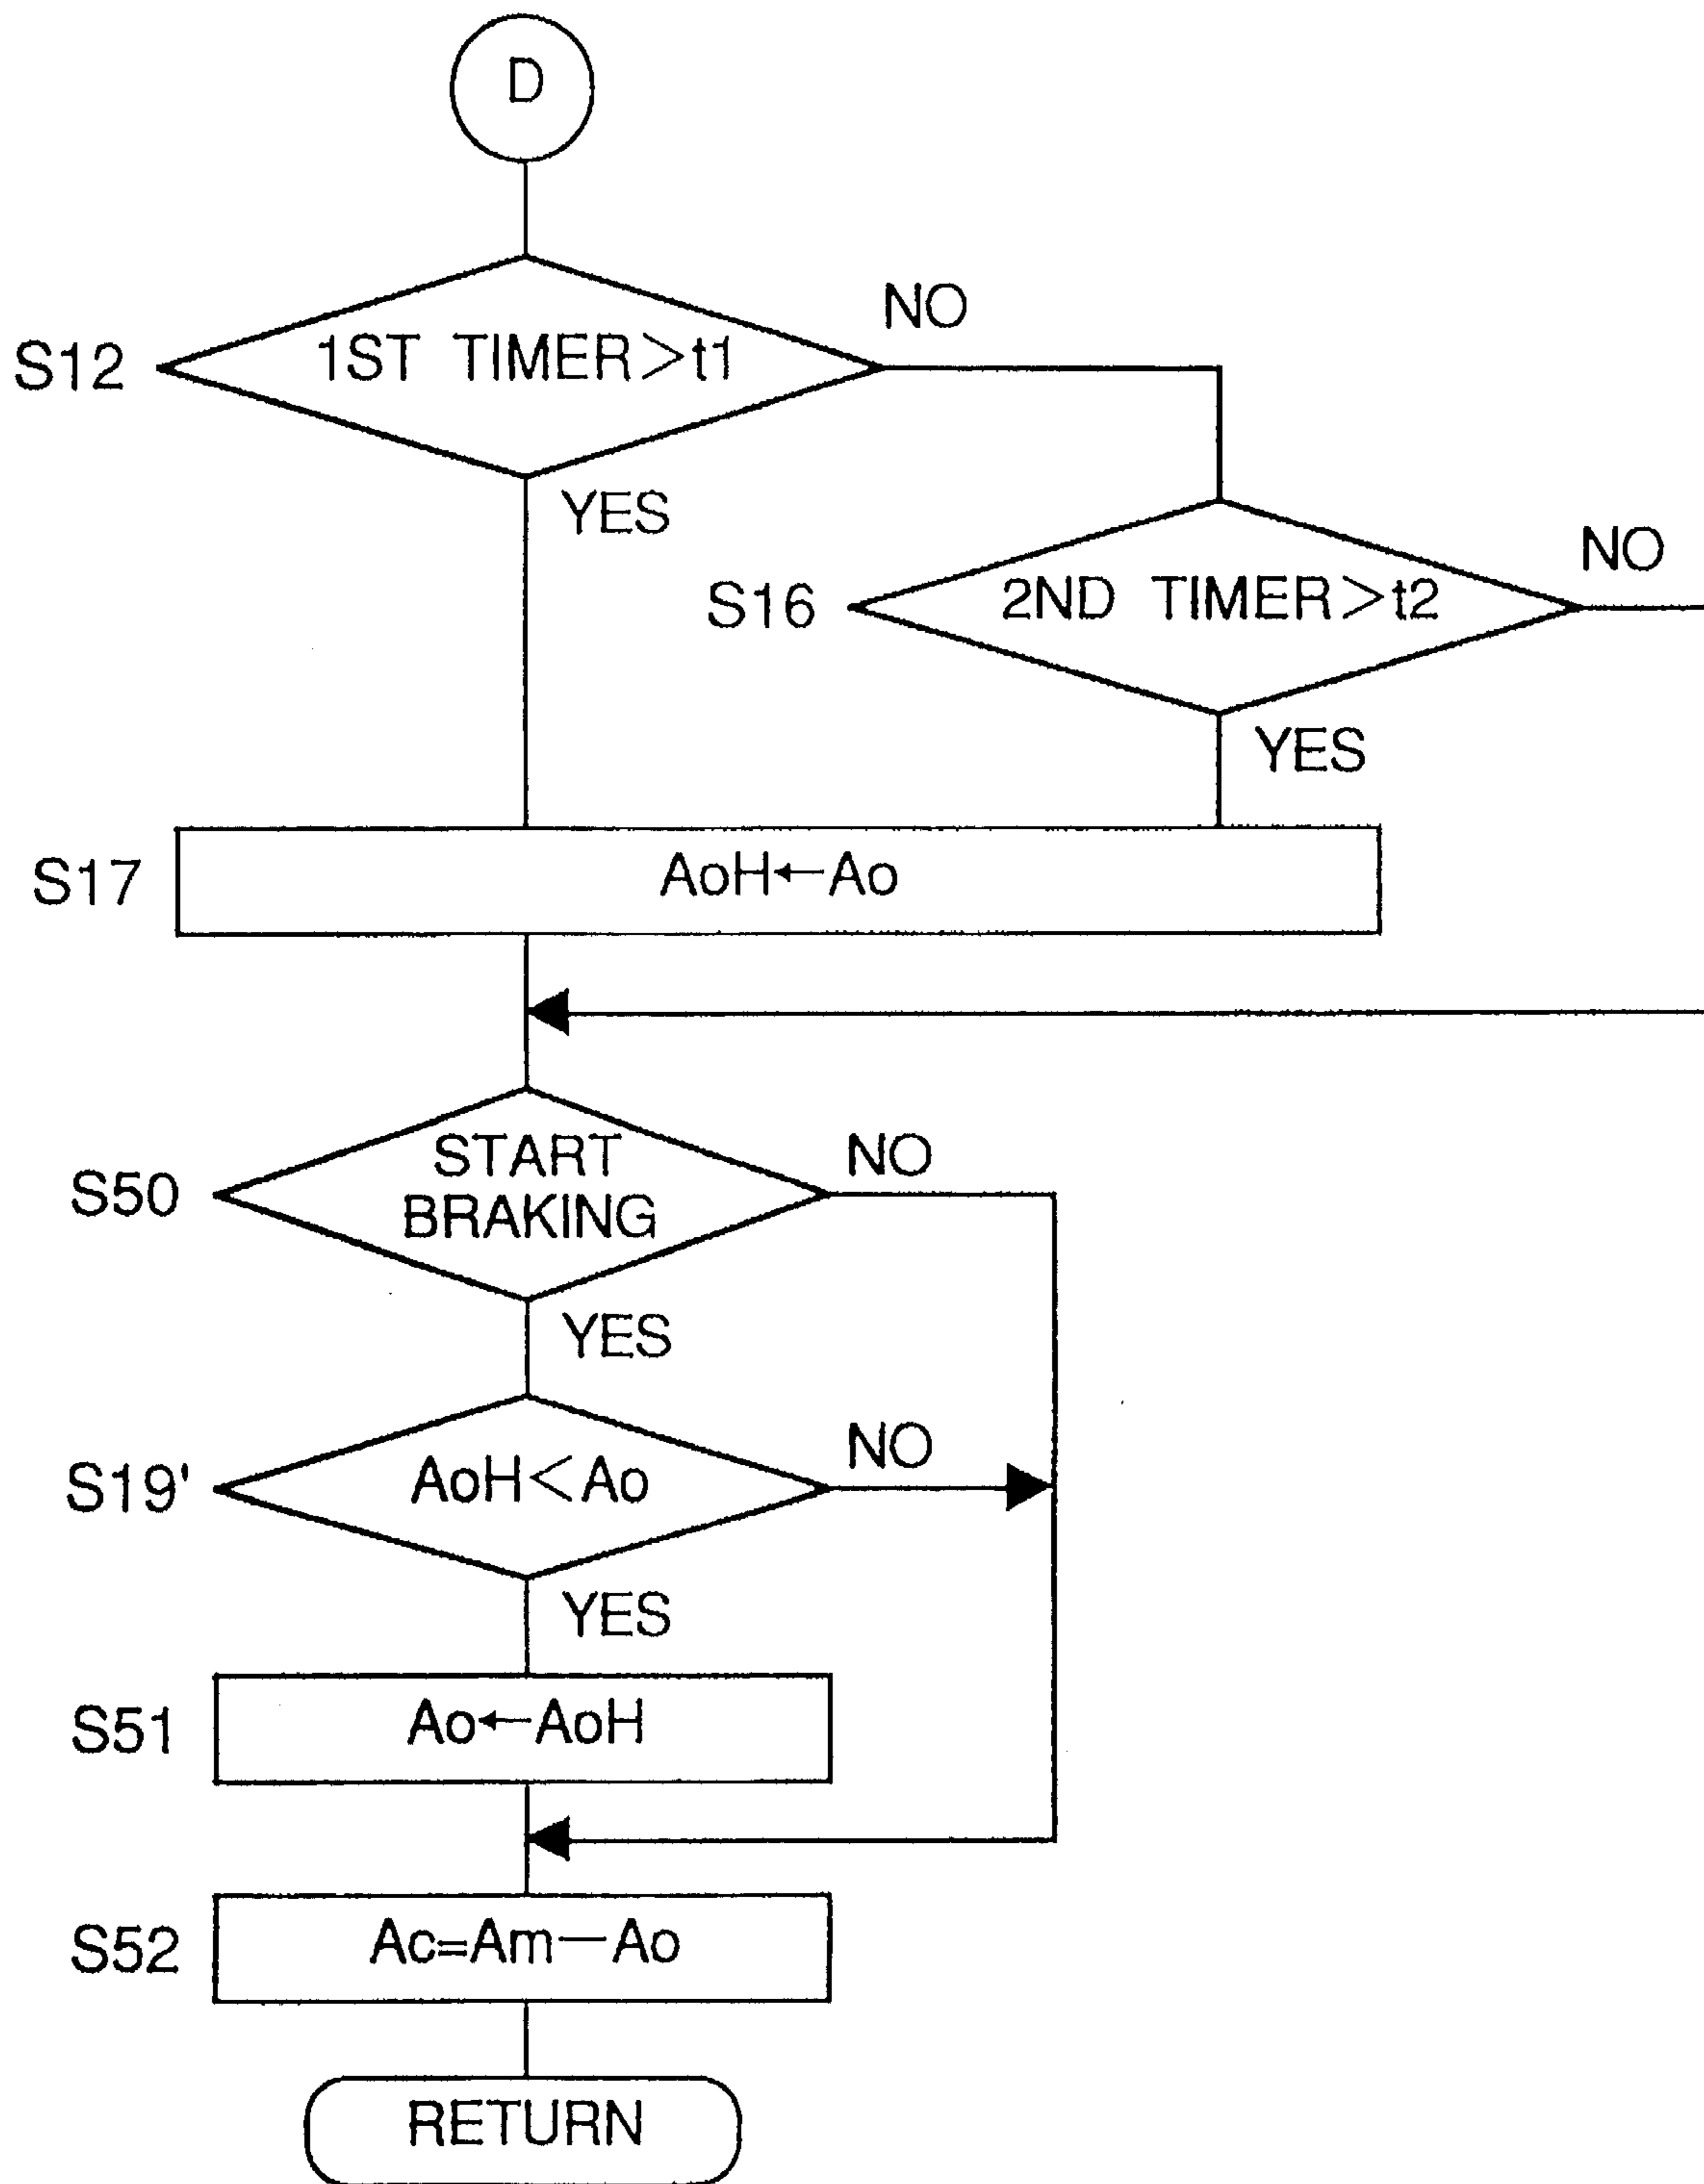 D
NO
S12
1ST TIMER>t1
YES
NO
S16
2ND TIMER>t2
YES
S17
AoH←Ao
S50
START
BRAKING
NO
YES
S19'
AoH<Ao
NO
YES
S51
Ao←AoH
S52
Ac=Am−Ao
RETURN